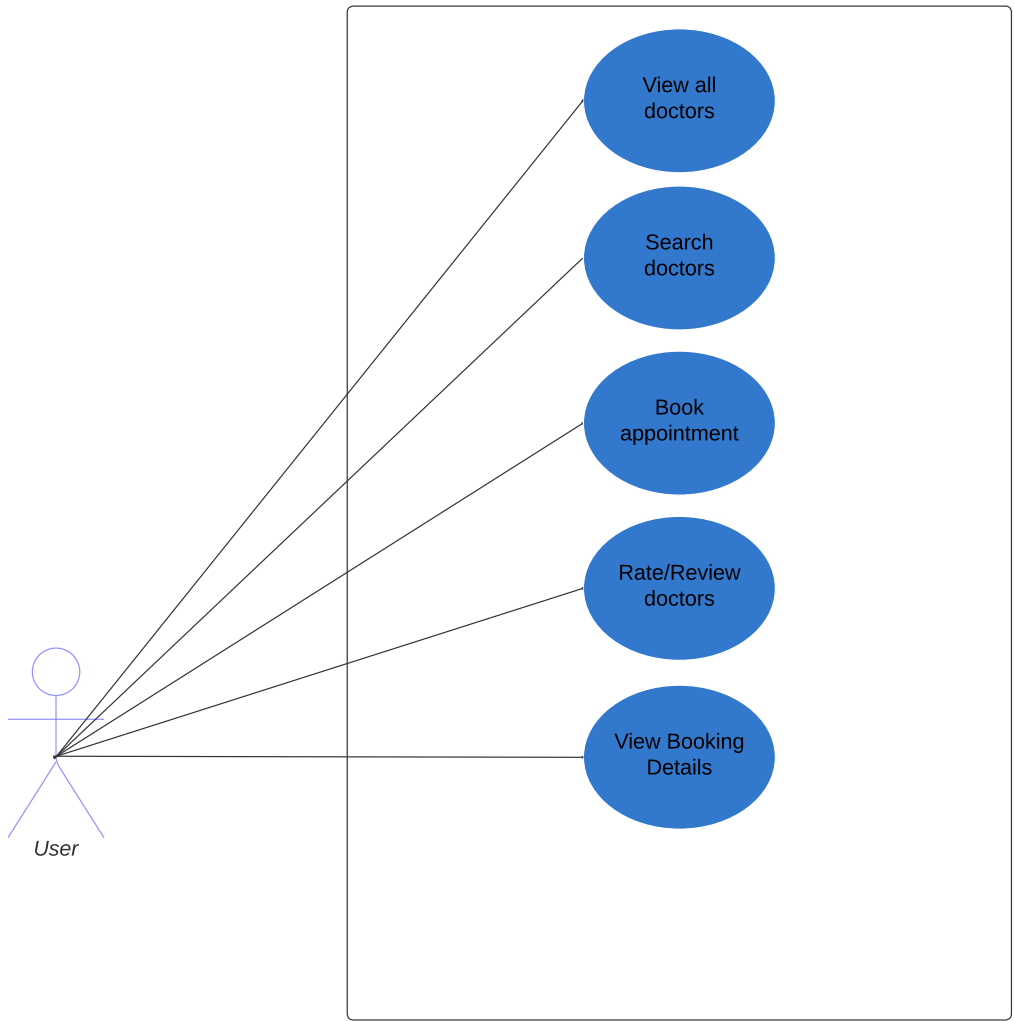 View all
doctors
Search
doctors
Book
appointment
Rate/Review
doctors
View Booking
Details
User